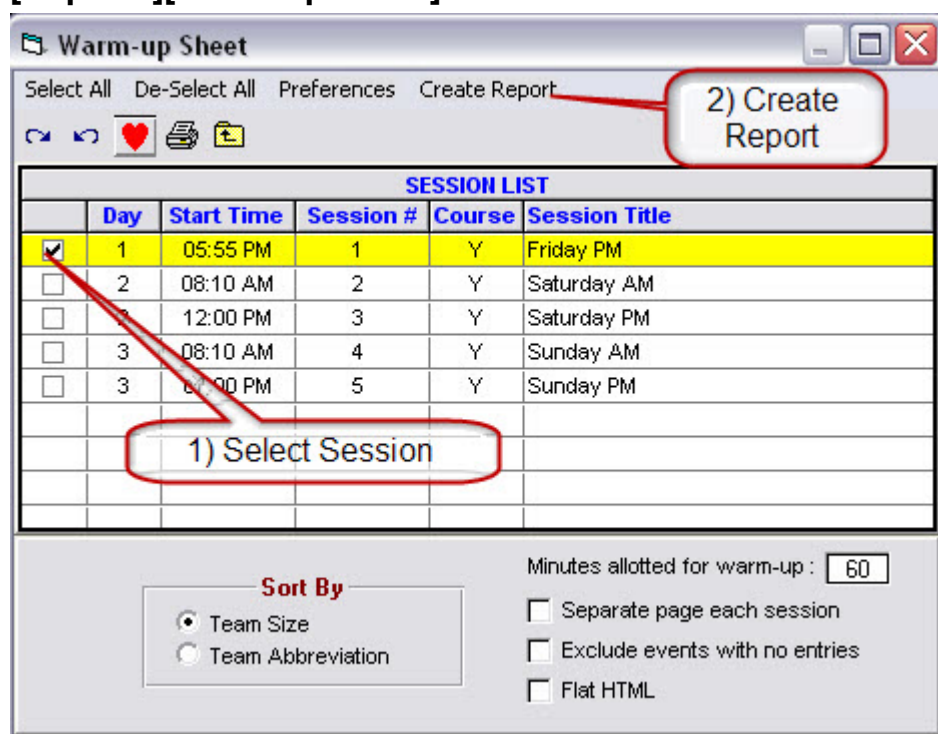 Warm-up Sheet
Select All De-Select All Preferences Create Report
2) Create
Report
SESSION LIST
Day Start Time Session # Course Session Title
1 05:55 PM 1 Y Friday PM
2 08:10 AM 2 Y Saturday AM
12:00 PM 3 Y Saturday PM
3 08:10 AM 4 Y Sunday AM
3 PM 5 Y Sunday PM
1) Select Session
Sort By
Team Size
Team Abbreviation
Minutes allotted for warm-up : 60
Separate page each session
Exclude events with no entries
Flat HTML